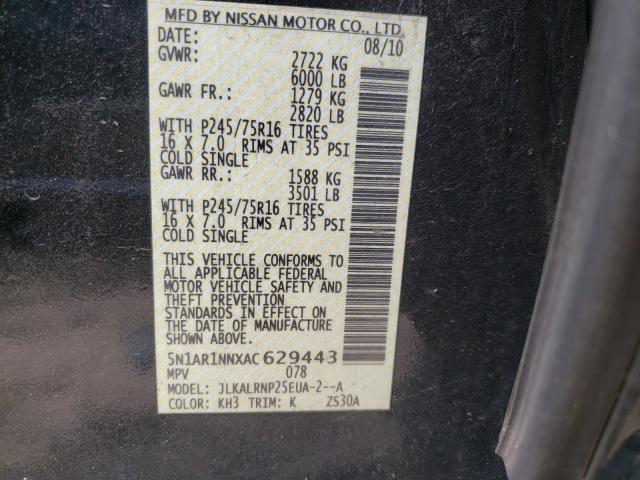 MFD BY NISSAN MOTOR CO., LTD.
DATE: 08/10
GVWR: 2722 KG
6000 LB
GAWR FR.: 1279 KG
2820 LB
WITH P245/75R16 TIRES
16 X 7.0 RIMS AT 35 PSI
COLD SINGLE
GAWR RR.: 1588 KG
3501 LB
WITH P245/75R16 TIRES
16 X 7.0 RIMS AT 35 PSI
COLD SINGLE
THIS VEHICLE CONFORMS TO
ALL APPLICABLE FEDERAL
MOTOR VEHICLE SAFETY AND
THEFT PREVENTION
STANDARDS IN EFFECT ON
THE DATE OF MANUFACTURE
SHOWN ABOVE.
5N1AR1NNXAC629443
MPV 078
MODEL: JLKALRNP25EUA-2--A
COLOR: KH3 TRIM: K ZS30A